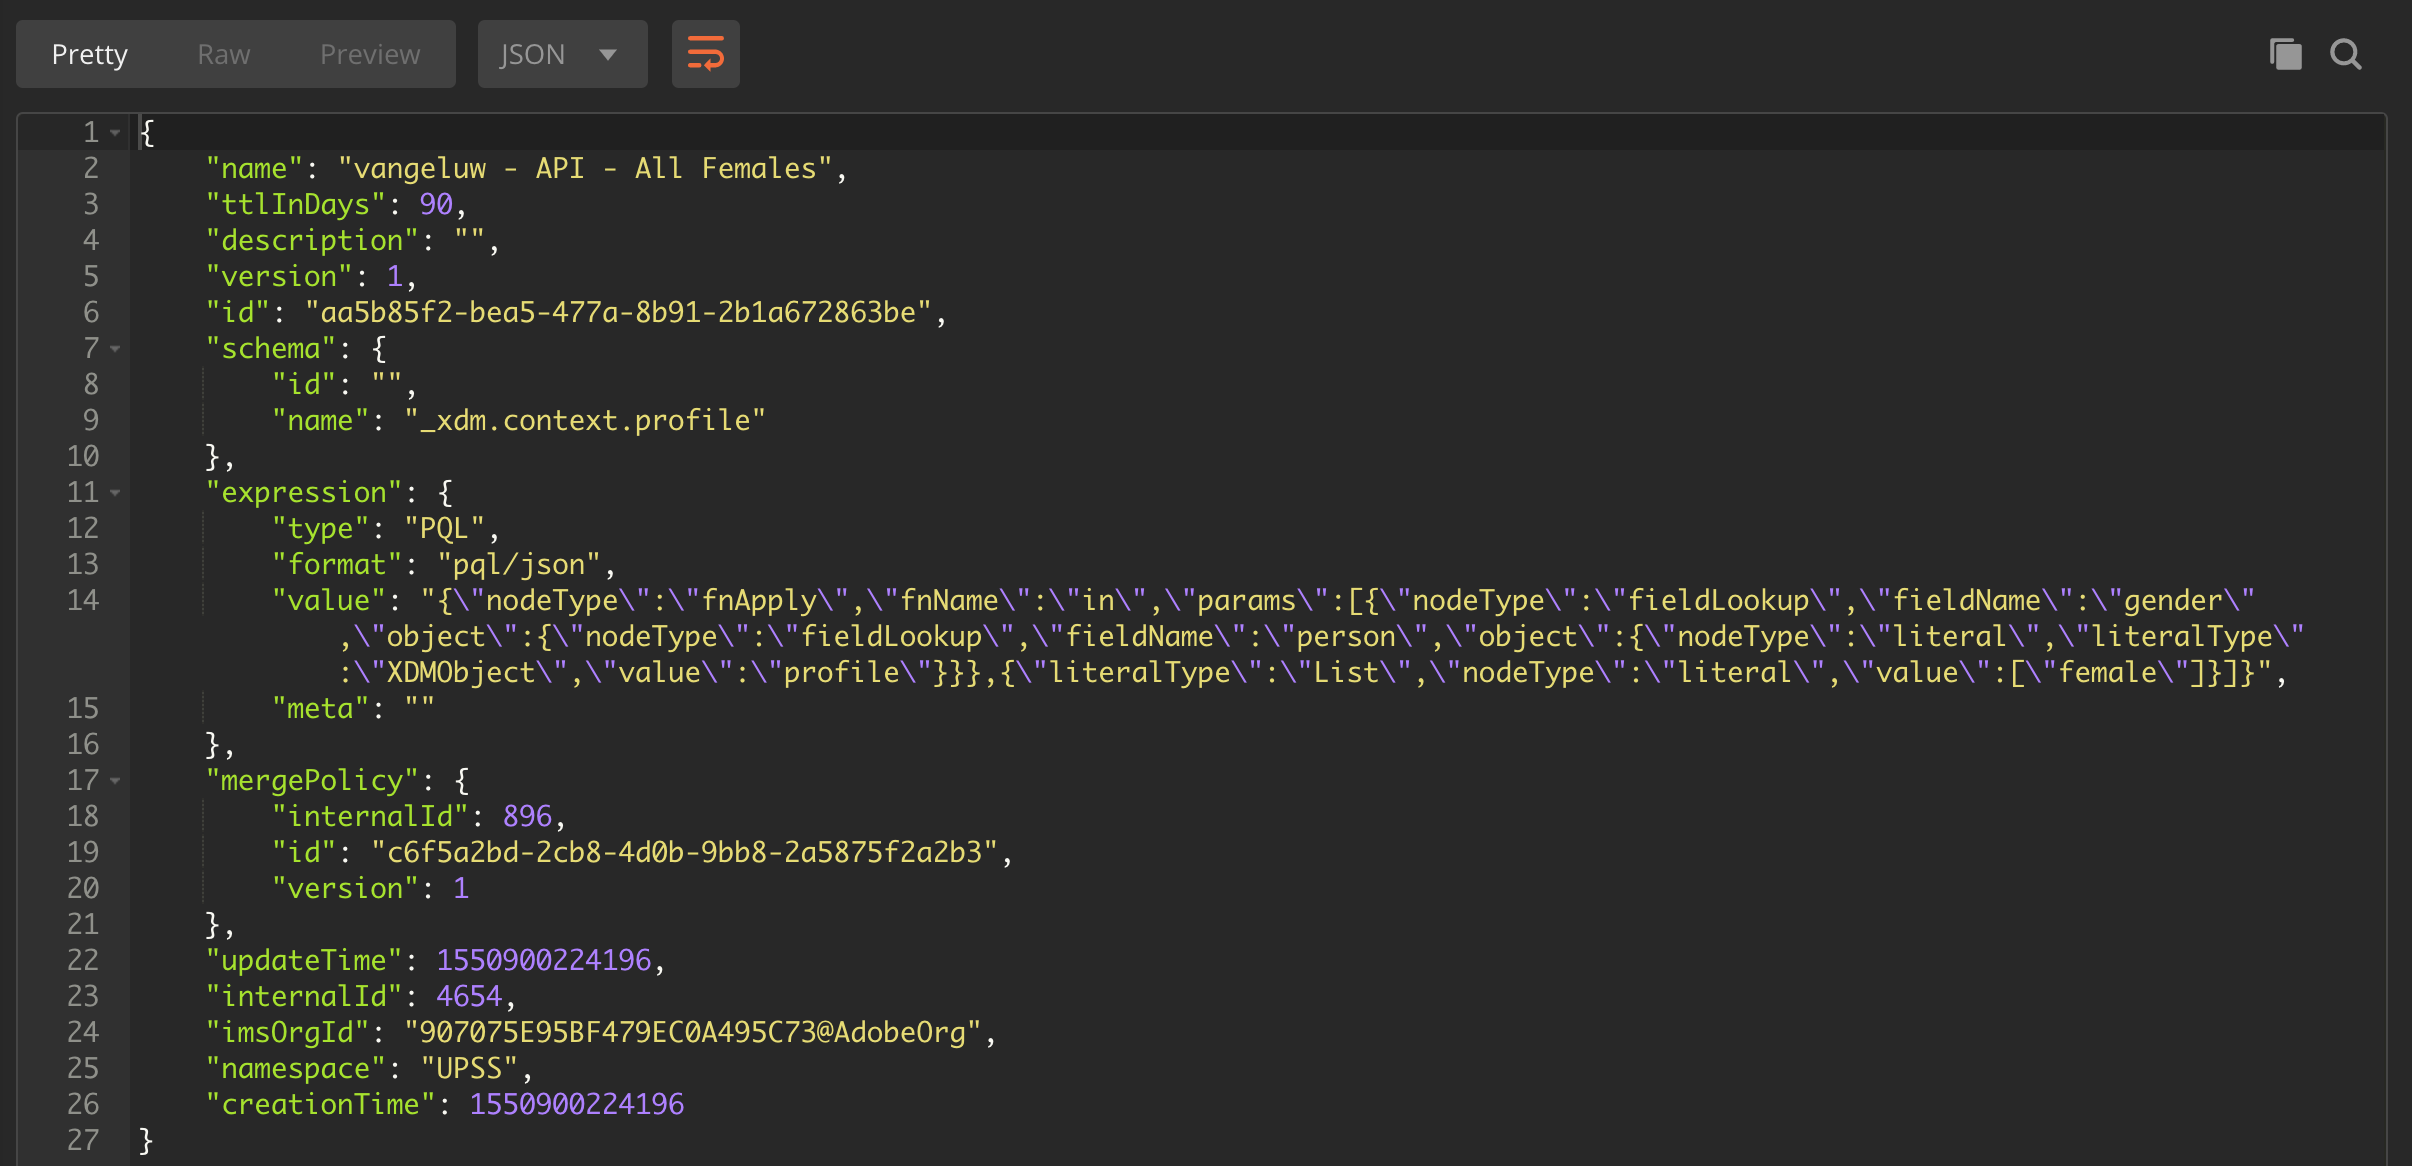 Pretty Raw Preview JSON
1 {
2 "name": "vangeluw - API - All Females",
3 "ttlInDays": 90,
4 "description": "",
5 "version": 1,
6 "id": "aa5b85f2-bea5-477a-8b91-2b1a672863be",
7 "schema": {
8 "id": "",
9 "name": "_xdm.context.profile"
10 },
11 "expression": {
12 "type": "PQL",
13 "format": "pql/json",
14 "value": "{\"nodeType\":\"fnApply\",\"fnName\":\"in\",\"params\":[{\"nodeType\":\"fieldLookup\",\"fieldName\":\"gender\"
,\"object\":{\"nodeType\":\"fieldLookup\",\"fieldName\":\"person\",\"object\":{\"nodeType\":\"literal\",\"literalType\"
:\"XDMObject\",\"value\":\"profile\"}}},{\"literalType\":\"List\",\"nodeType\":\"literal\",\"value\":[\"female\"]}]}",
15 "meta": ""
16 },
17 "mergePolicy": {
18 "internalId": 896,
19 "id": "c6f5a2bd-2cb8-4d0b-9bb8-2a5875f2a2b3",
20 "version": 1
21 },
22 "updateTime": 1550900224196,
23 "internalId": 4654,
24 "imsOrgId": "907075E95BF479EC0A495C73@AdobeOrg",
25 "namespace": "UPSS",
26 "creationTime": 1550900224196
27 }